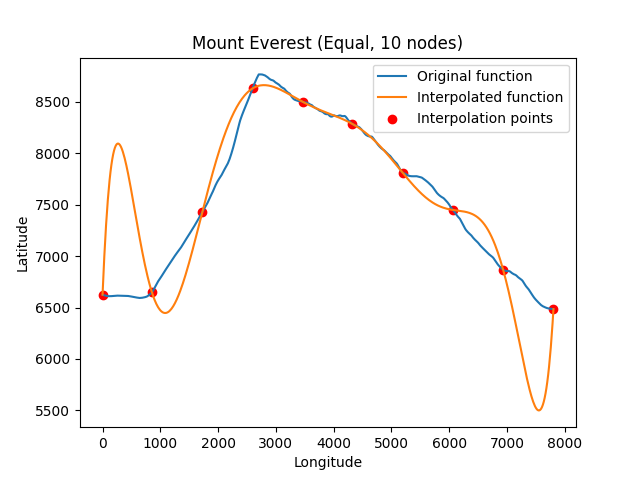 Mount Everest (Equal, 10 nodes)
Original function
Interpolated function
Interpolation points
Latitude
8500
8000
7500
7000
6500
6000
5500
0 1000 2000 3000 4000 5000 6000 7000 8000
Longitude